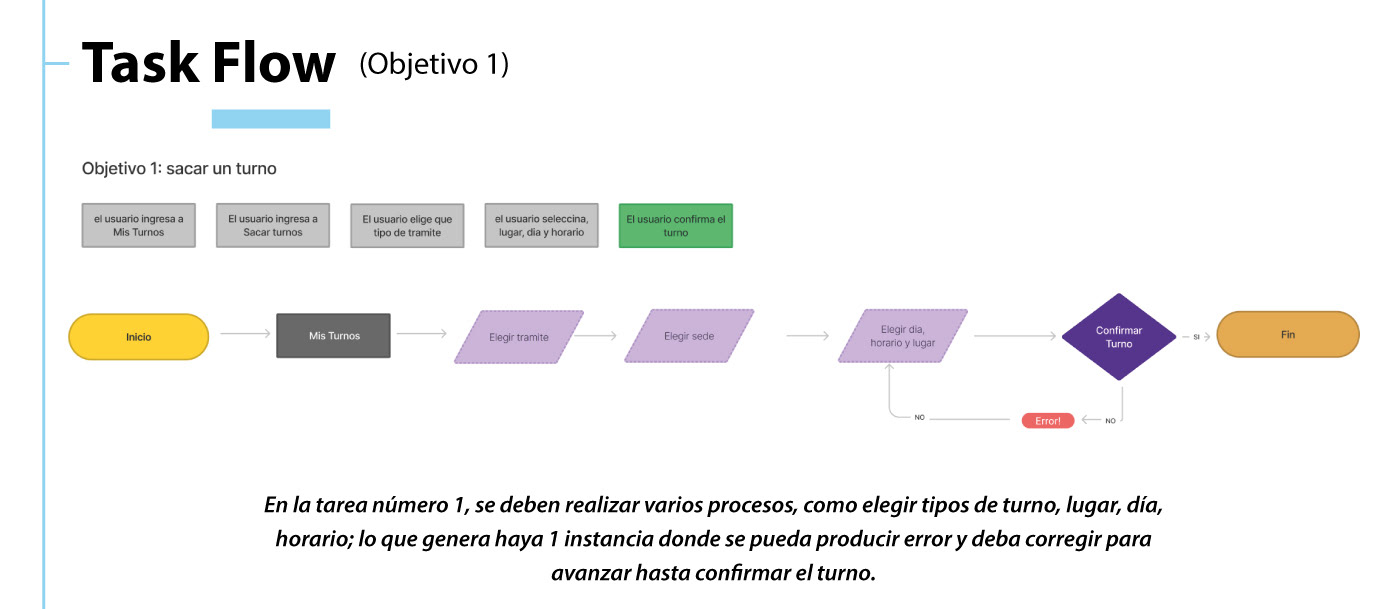 Task Flow (Objetivo 1)
Objetivo 1: sacar un turno
el usuario ingresa a
Mis Turnos
El usuario ingresa a
Sacar turnos
El usuario elige que
tipo de tramite
el usuario seleccina,
lugar, dia y horario
El usuario confirma el
turno
Inicio
Mis Turnos
Elegir tramite
Elegir sede
Elegir dia,
horario y lugar
Confirmar
Turno
SI
Fin
NO
Error!
NO
En la tarea número 1, se deben realizar varios procesos, como elegir tipos de turno, lugar, día,
horario; lo que genera haya 1 instancia donde se pueda producir error y deba corregir para
avanzar hasta confirmar el turno.